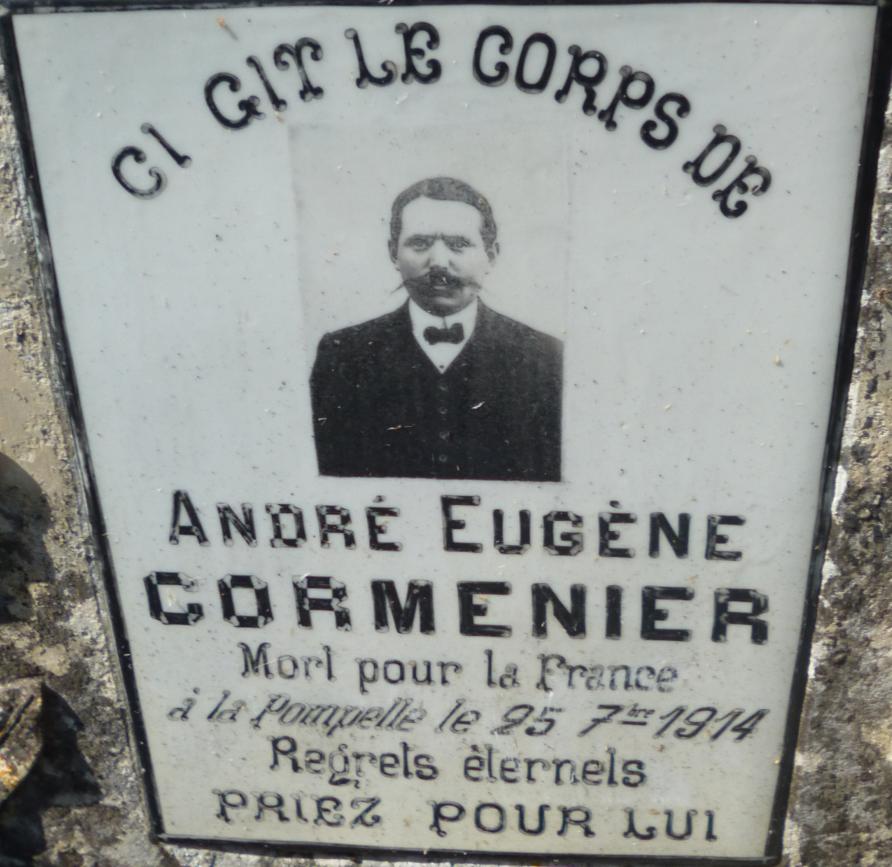 CI GIT LE CORPS DE
ANDRÉ EUGÈNE
CORMENIER
Mort pour la France
à la Pompelle le 25 7bre 1914
Regrets éternels
PRIEZ POUR LUI